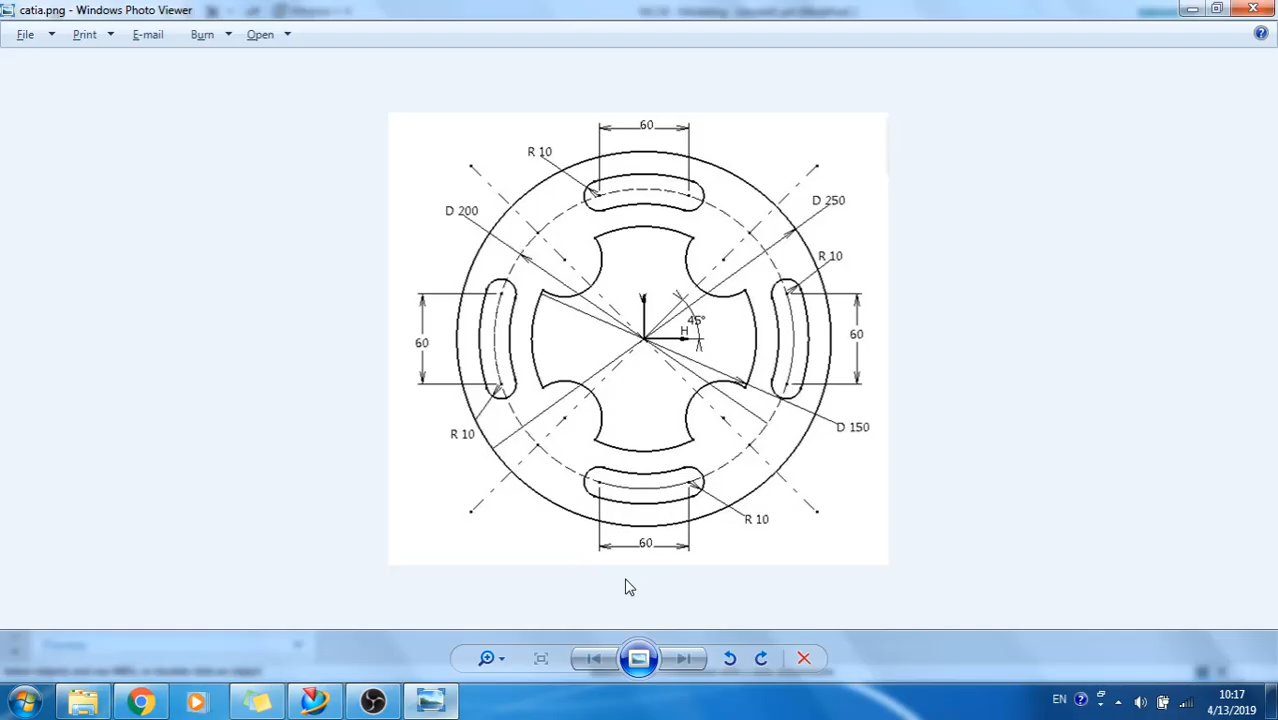 catia.png - Windows Photo Viewer
File Print E-mail Burn Open
60
R 10
D 200
D 250
R 10
V
45°
H
60
60
R 10
D 150
R 10
60
EN
10:17
4/13/2019